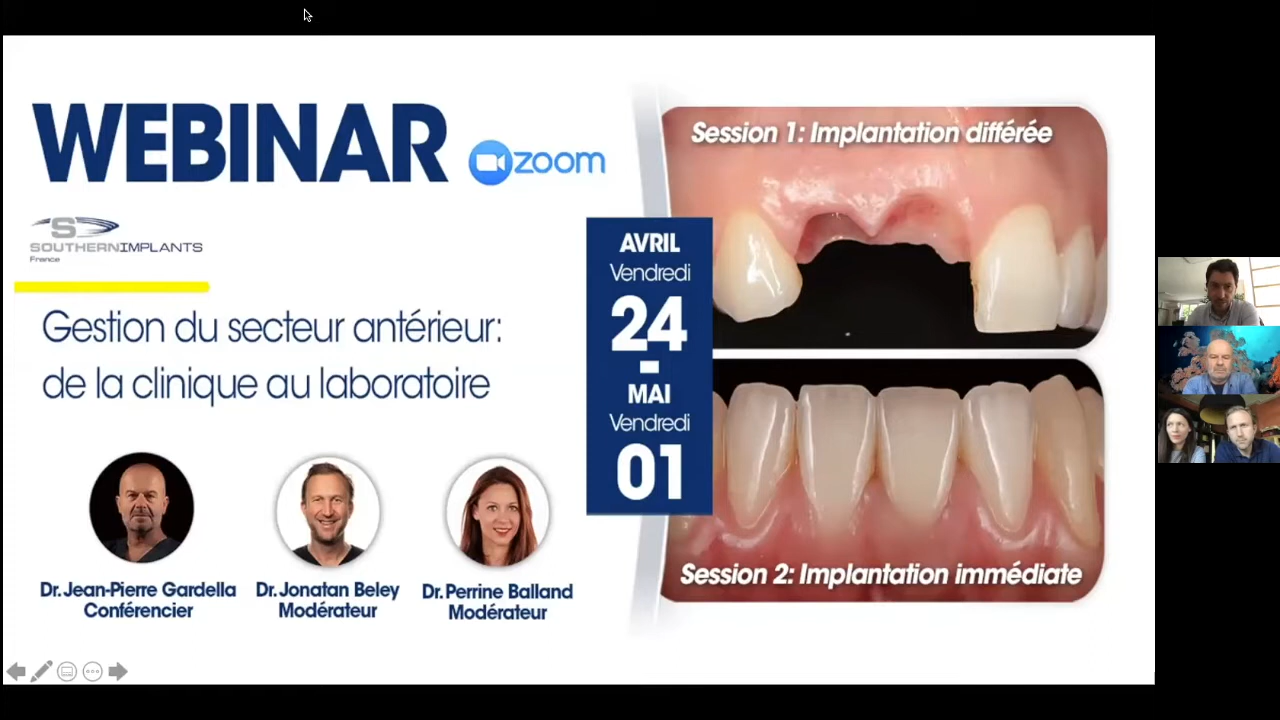 WEBINAR
zoom
SOUTHERNIMPLANTS
France
Gestion du secteur antérieur:
de la clinique au laboratoire
Dr. Jean-Pierre Gardella
Conférencier
Dr. Jonatan Beley
Modérateur
Dr. Perrine Balland
Modérateur
AVRIL
Vendredi
24
-
MAI
Vendredi
01
Session 1: Implantation différée
Session 2: Implantation immédiate